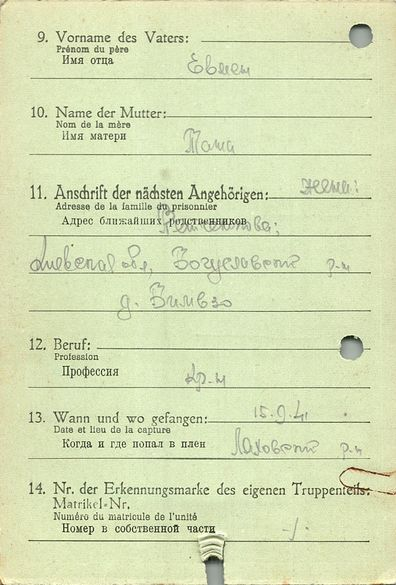 9. Vorname des Vaters:
Prénom du père
Имя отца
Евмен
10. Name der Mutter:
Nom de la mère
Имя матери
11. Anschrift der nächsten Angehörigen: жена:
Adresse de la famille du prisonnier
Адрес ближайших родственников
обл, Богуславский р-н
д.
12. Beruf:
Profession
Профессия
кр-н
13. Wann und wo gefangen: 15.9.41
Date et lieu de la capture
Когда и где попал в плен
р-н
14. Nr. der Erkennungsmarke des eigenen Truppenteils:
Matrikel-Nr.
Numéro du matricule de l'unité
Номер в собственной части